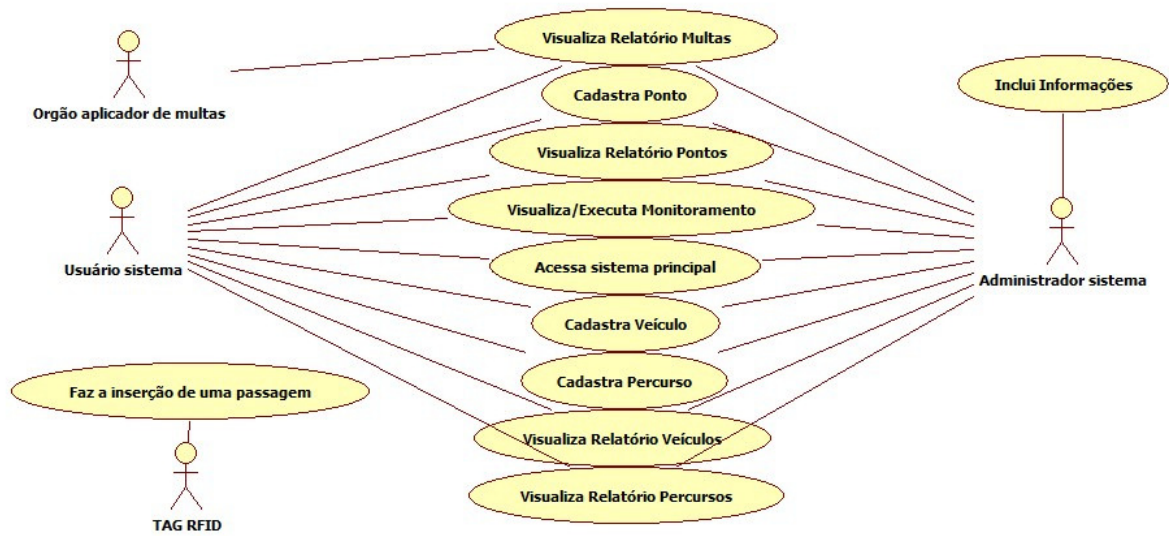 Visualiza Relatório Multas
Orgão aplicador de multas
Cadastra Ponto
Inclui Informações
Visualiza Relatório Pontos
Visualiza/Executa Monitoramento
Usuário sistema
Acessa sistema principal
Administrador sistema
Cadastra Veículo
Cadastra Percurso
Faz a inserção de uma passagem
Visualiza Relatório Veículos
Visualiza Relatório Percursos
TAG RFID